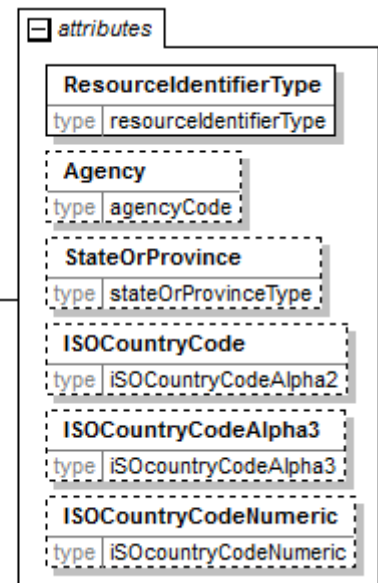 attributes
ResourceIdentifierType
type resourceIdentifierType
Agency
type agencyCode
StateOrProvince
type stateOrProvinceType
ISOCountryCode
type iSOCountryCodeAlpha2
ISOCountryCodeAlpha3
type iSOcountryCodeAlpha3
ISOCountryCodeNumeric
type iSOcountryCodeNumeric